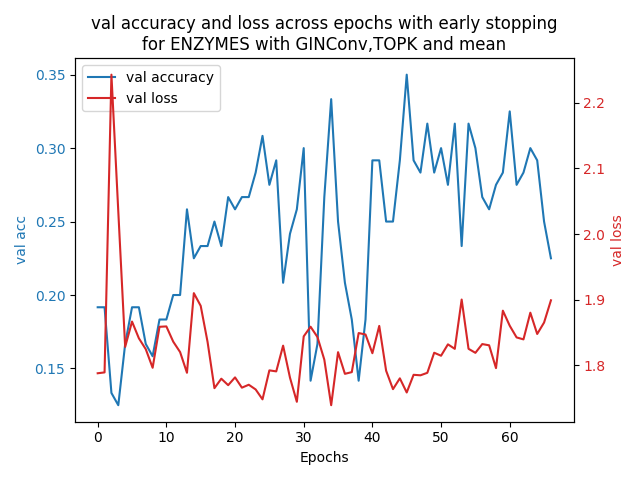 val accuracy and loss across epochs with early stopping
for ENZYMES with GINConv,TOPK and mean
val accuracy
val loss
0.35
0.30
0.25
0.20
0.15
val acc
2.2
2.1
2.0
1.9
1.8
val loss
0 10 20 30 40 50 60
Epochs